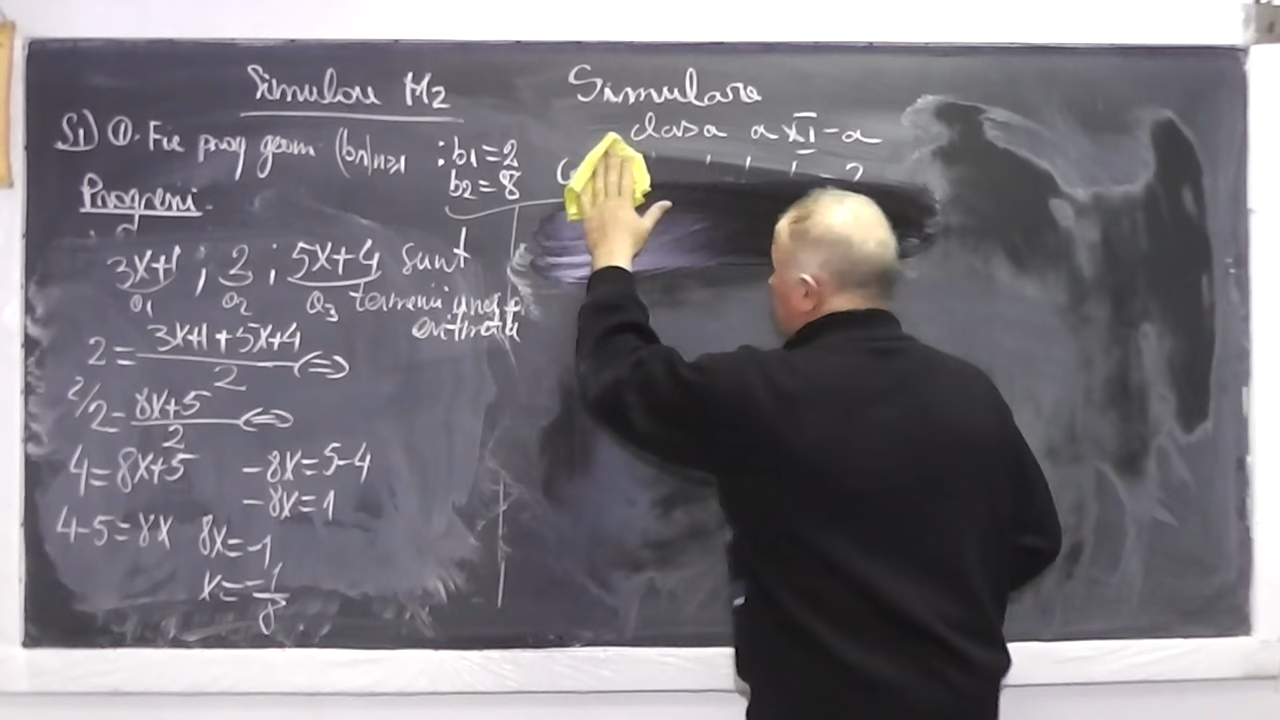 Simulare M2
S1) ①. Fie prog geom (bn)n≥1 : b1=2
b2=8
Progresii.
3x+1 ; 2 ; 5x+4 sunt
a1 a2 a3 termenii unei p.
aritmetice
2 = 3x+1+5x+4 / 2 (=)
2/ 2 = 8x+5 / 2 (=)
4=8x+5 -8x=5-4
-8x=1
4-5=8x 8x=-1
x=-1/8
Simulare
clasa a XI-a